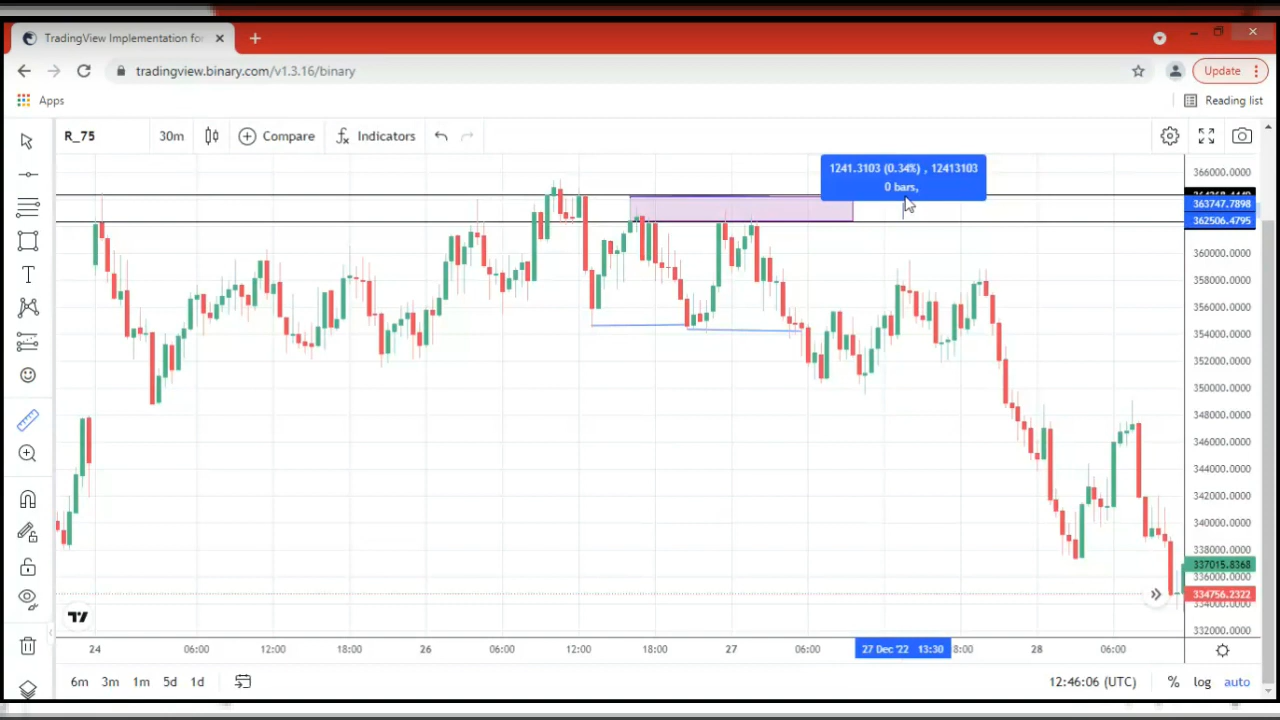 TradingView Implementation for
tradingview.binary.com/v1.3.16/binary
Update
Apps
Reading list
R_75
30m
Compare
Indicators
1241.3103 (0.34%) , 12413103
0 bars,
366000.0000
363747.7898
362506.4795
360000.0000
358000.0000
356000.0000
354000.0000
352000.0000
350000.0000
348000.0000
346000.0000
344000.0000
342000.0000
340000.0000
338000.0000
337015.8368
336000.0000
334756.2322
334000.0000
332000.0000
24
06:00
12:00
18:00
26
06:00
12:00
18:00
27
06:00
27 Dec '22 13:30
8:00
28
06:00
6m
3m
1m
5d
1d
12:46:06 (UTC)
%
log
auto